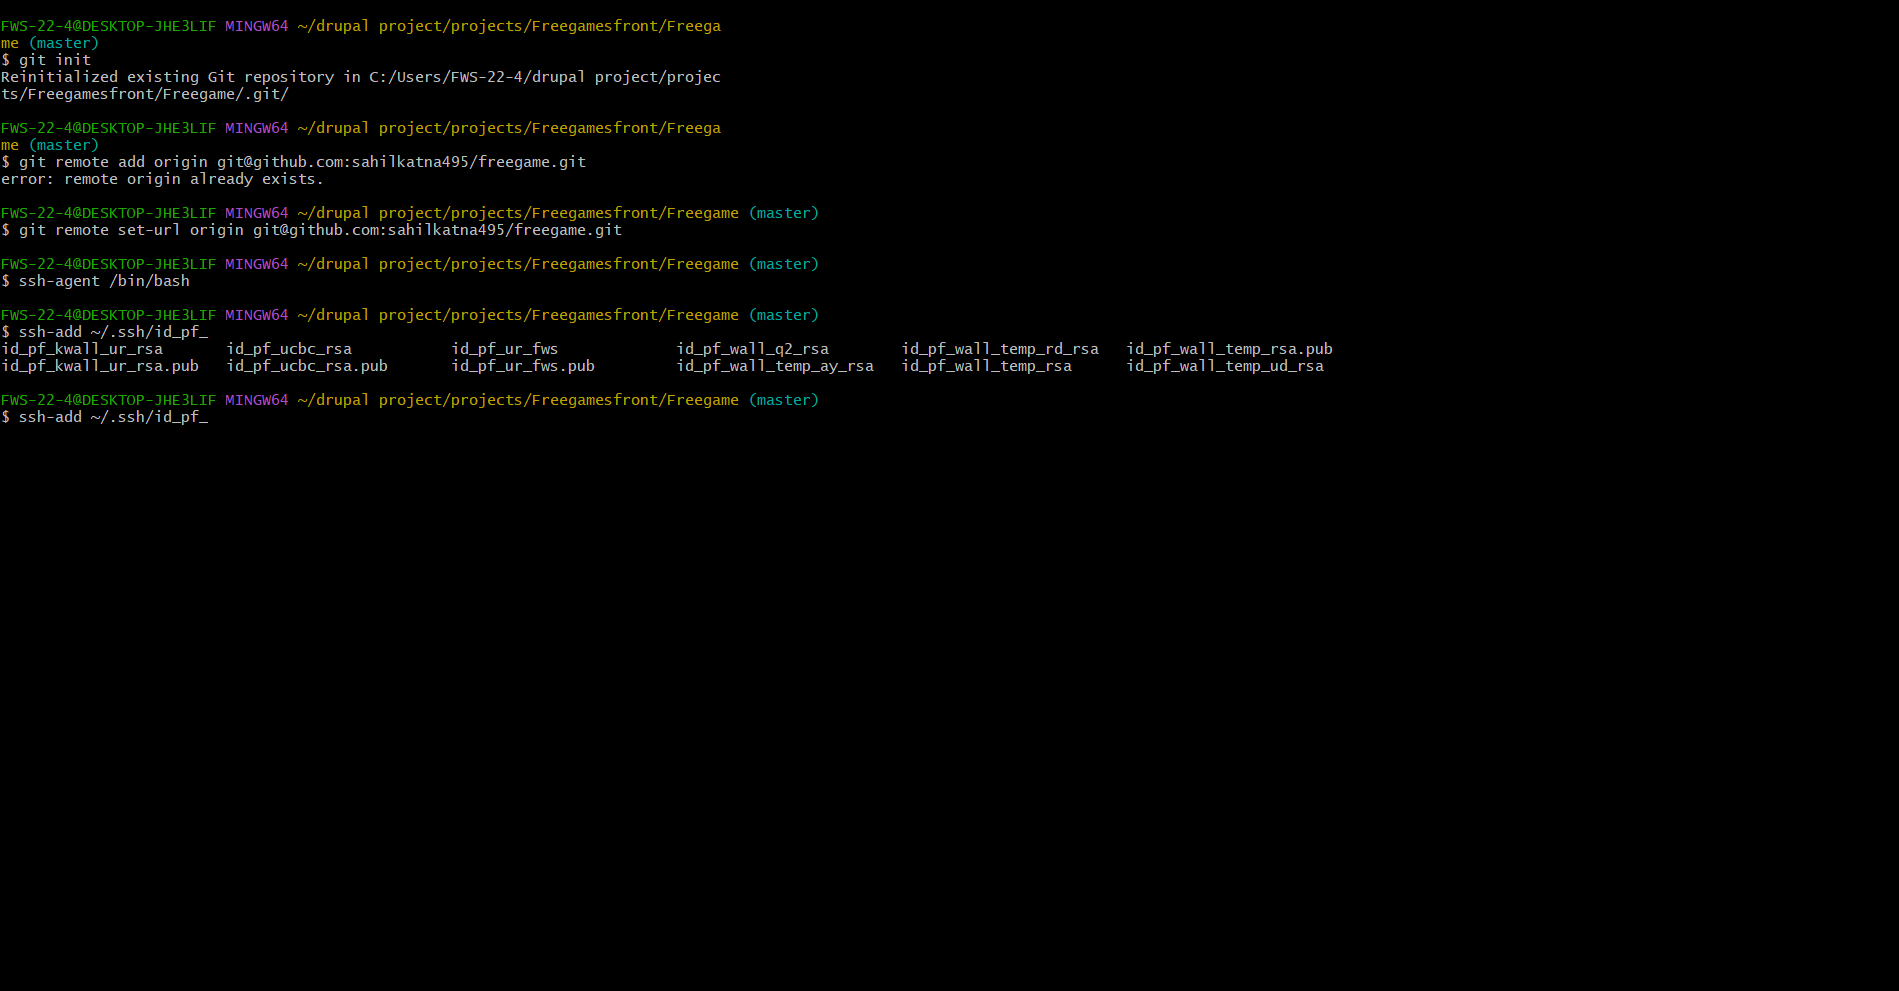 FWS-22-4@DESKTOP-JHE3LIF MINGW64 ~/drupal project/projects/Freegamesfront/Freega
me (master)
$ git init
Reinitialized existing Git repository in C:/Users/FWS-22-4/drupal project/projec
ts/Freegamesfront/Freegame/.git/
FWS-22-4@DESKTOP-JHE3LIF MINGW64 ~/drupal project/projects/Freegamesfront/Freega
me (master)
$ git remote add origin git@github.com:sahilkatna495/freegame.git
error: remote origin already exists.
FWS-22-4@DESKTOP-JHE3LIF MINGW64 ~/drupal project/projects/Freegamesfront/Freegame (master)
$ git remote set-url origin git@github.com:sahilkatna495/freegame.git
FWS-22-4@DESKTOP-JHE3LIF MINGW64 ~/drupal project/projects/Freegamesfront/Freegame (master)
$ ssh-agent /bin/bash
FWS-22-4@DESKTOP-JHE3LIF MINGW64 ~/drupal project/projects/Freegamesfront/Freegame (master)
$ ssh-add ~/.ssh/id_pf_
id_pf_kwall_ur_rsa id_pf_ucbc_rsa id_pf_ur_fws id_pf_wall_q2_rsa id_pf_wall_temp_rd_rsa id_pf_wall_temp_rsa.pub
id_pf_kwall_ur_rsa.pub id_pf_ucbc_rsa.pub id_pf_ur_fws.pub id_pf_wall_temp_ay_rsa id_pf_wall_temp_rsa id_pf_wall_temp_ud_rsa
FWS-22-4@DESKTOP-JHE3LIF MINGW64 ~/drupal project/projects/Freegamesfront/Freegame (master)
$ ssh-add ~/.ssh/id_pf_